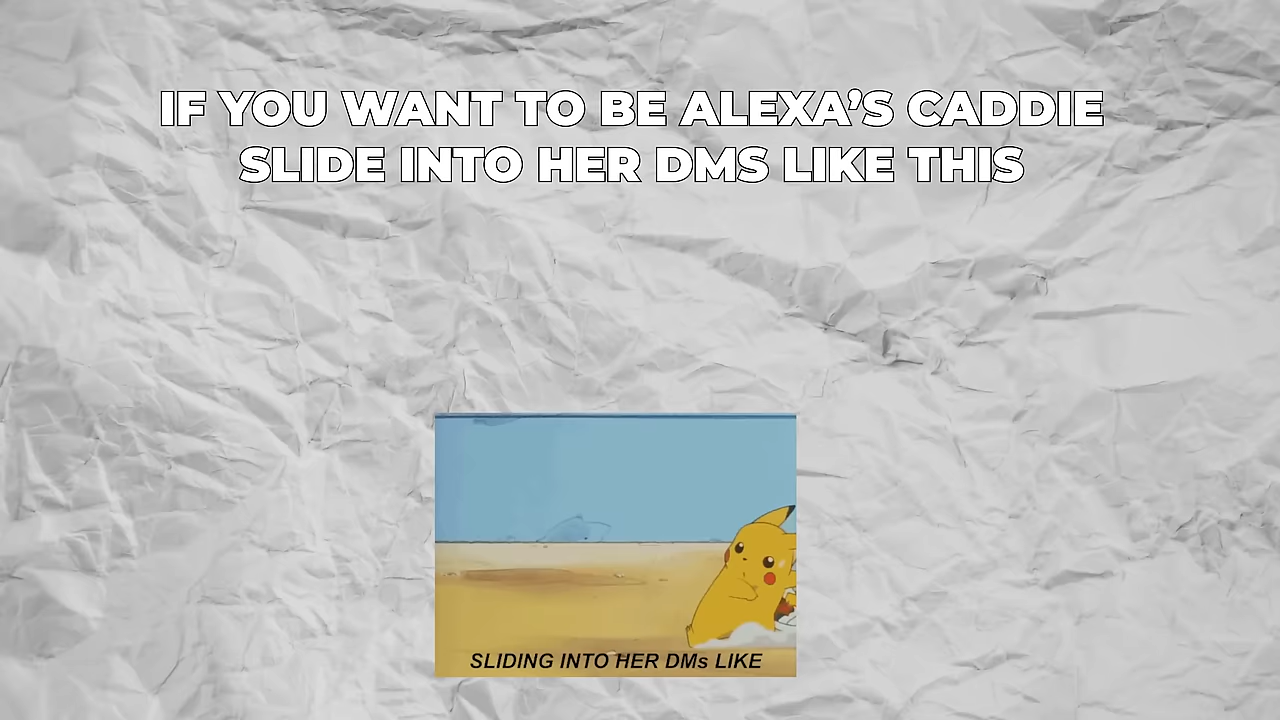 IF YOU WANT TO BE ALEXA’S CADDIE
SLIDE INTO HER DMS LIKE THIS
SLIDING INTO HER DMs LIKE